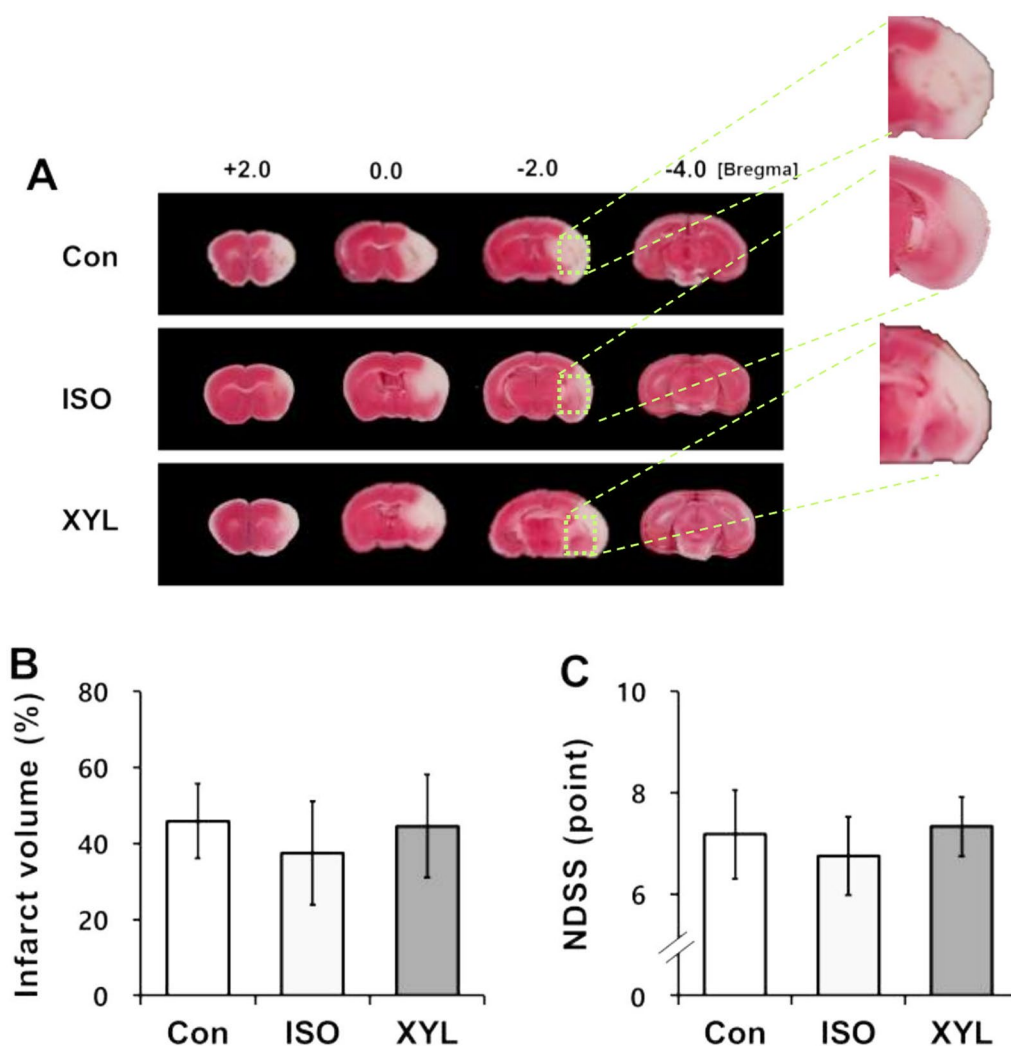 A
+2.0 0.0 -2.0 -4.0 [Bregma]
Con
ISO
XYL
B
Infarct volume (%)
80
60
40
20
0
Con ISO XYL
C
NDSS (point)
10
8
6
0
Con ISO XYL